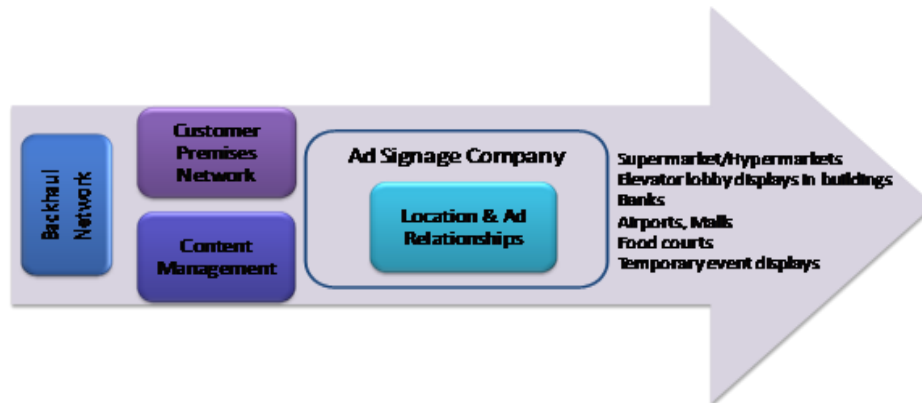 Backhaul
Network
Customer
Premises
Network
Content
Management
Ad Signage Company
Location & Ad
Relationships
Supermarket/Hypermarkets
Elevator lobby displays in buildings
Banks
Airports, Malls
Food courts
Temporary event displays